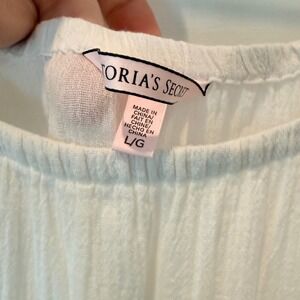 TORIA'S SECRET
MADE IN
CHINA/
FAIT EN
CHINE/
HECHO EN
CHINA
L/G